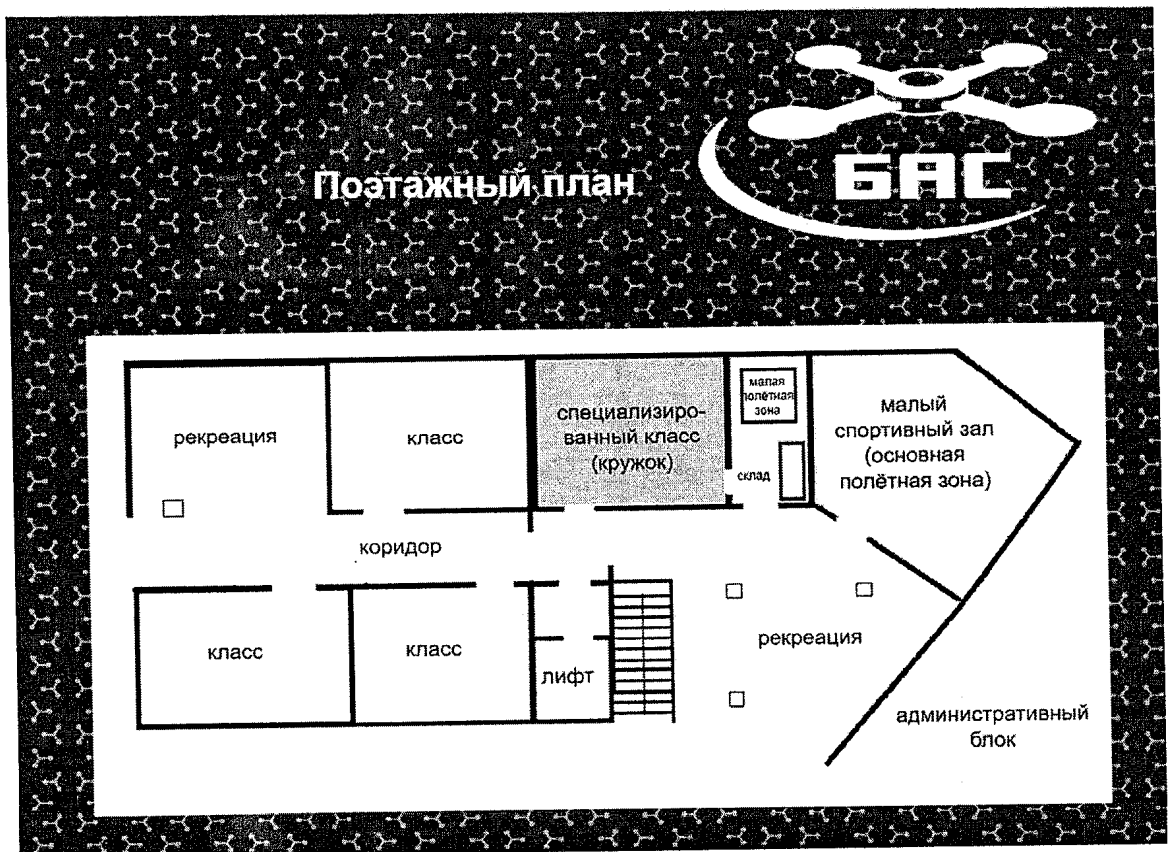 БАС
Поэтажный план
рекреация
класс
специализиро-
ванный класс
(кружок)
малая
полётная
зона
склад
малый
спортивный зал
(основная
полётная зона)
коридор
класс
класс
лифт
рекреация
административный
блок